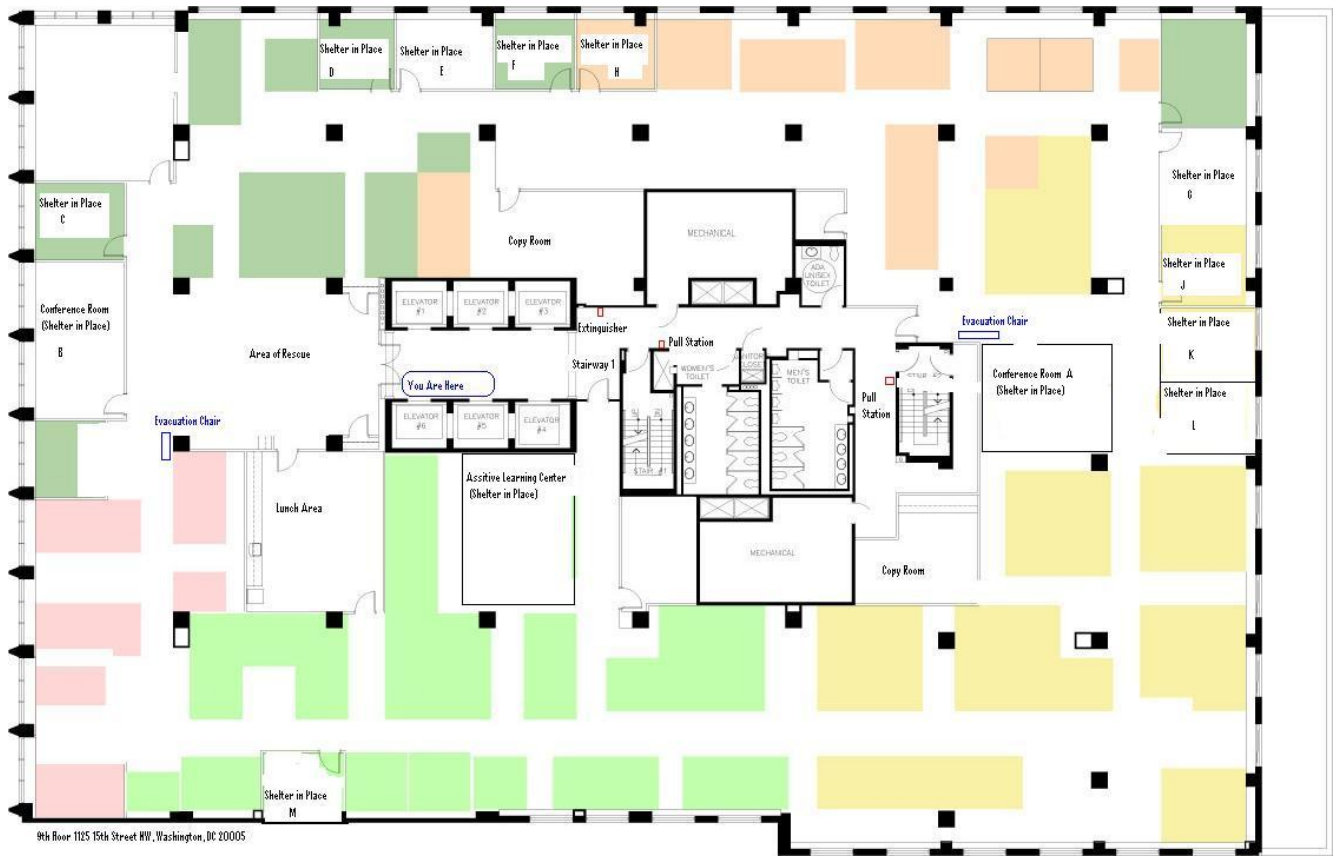 Shelter in Place
D
Shelter in Place
E
Shelter in Place
F
Shelter in Place
H
Shelter in Place
G
Shelter in Place
C
Copy Room
MECHANICAL
ADA
UNISEX
TOILET
Shelter in Place
J
Conference Room
(Shelter in Place)
B
Area of Rescue
ELEVATOR
#1
ELEVATOR
#2
ELEVATOR
#3
Extinguisher
Pull Station
Stairway 1
Evacuation Chair
Shelter in Place
K
You Are Here
WOMEN'S
TOILET
MEN'S
TOILET
Conference Room A
(Shelter in Place)
Shelter in Place
L
Pull
Station
Evacuation Chair
ELEVATOR
#6
ELEVATOR
#5
ELEVATOR
#4
Assitive Learning Center
(Shelter in Place)
Lunch Area
MECHANICAL
Copy Room
Shelter in Place
M
9th Floor 1125 15th Street NW, Washington, DC 20005